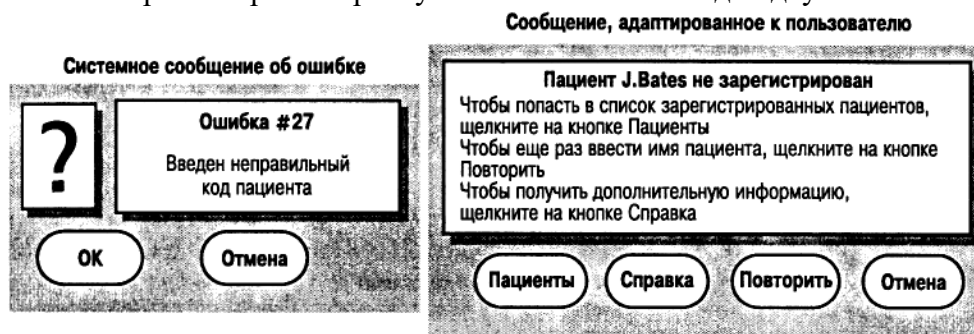 Сообщение, адаптированное к пользователю
Системное сообщение об ошибке
?
Ошибка #27
Введен неправильный
код пациента
OK
Отмена
Пациент J.Bates не зарегистрирован
Чтобы попасть в список зарегистрированных пациентов,
щелкните на кнопке Пациенты
Чтобы еще раз ввести имя пациента, щелкните на кнопке
Повторить
Чтобы получить дополнительную информацию,
щелкните на кнопке Справка
Пациенты
Справка
Повторить
Отмена